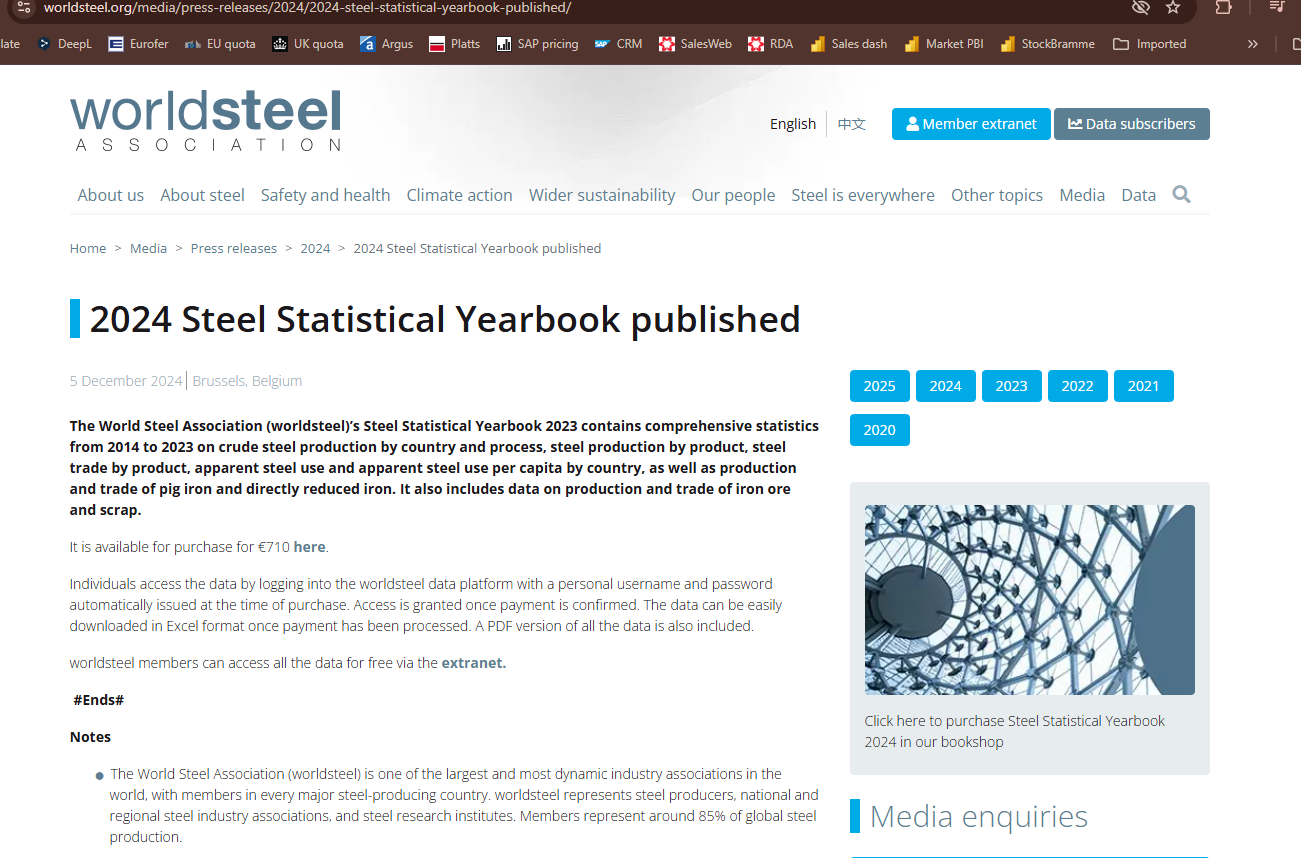 worldsteel.org/media/press-releases/2024/2024-steel-statistical-yearbook-published/
late DeepL Eurofer EU quota UK quota Argus Platts SAP pricing CRM SalesWeb RDA Sales dash Market PBI StockBramme Imported
worldsteel
ASSOCIATION
English 中文 Member extranet Data subscribers
About us About steel Safety and health Climate action Wider sustainability Our people Steel is everywhere Other topics Media Data
Home > Media > Press releases > 2024 > 2024 Steel Statistical Yearbook published
2024 Steel Statistical Yearbook published
5 December 2024 | Brussels, Belgium
The World Steel Association (worldsteel)’s Steel Statistical Yearbook 2023 contains comprehensive statistics
from 2014 to 2023 on crude steel production by country and process, steel production by product, steel
trade by product, apparent steel use and apparent steel use per capita by country, as well as production
and trade of pig iron and directly reduced iron. It also includes data on production and trade of iron ore
and scrap.
It is available for purchase for €710 here.
Individuals access the data by logging into the worldsteel data platform with a personal username and password
automatically issued at the time of purchase. Access is granted once payment is confirmed. The data can be easily
downloaded in Excel format once payment has been processed. A PDF version of all the data is also included.
worldsteel members can access all the data for free via the extranet.
#Ends#
Notes
The World Steel Association (worldsteel) is one of the largest and most dynamic industry associations in the
world, with members in every major steel-producing country. worldsteel represents steel producers, national and
regional steel industry associations, and steel research institutes. Members represent around 85% of global steel
production.
2025 2024 2023 2022 2021
2020
Click here to purchase Steel Statistical Yearbook
2024 in our bookshop
Media enquiries